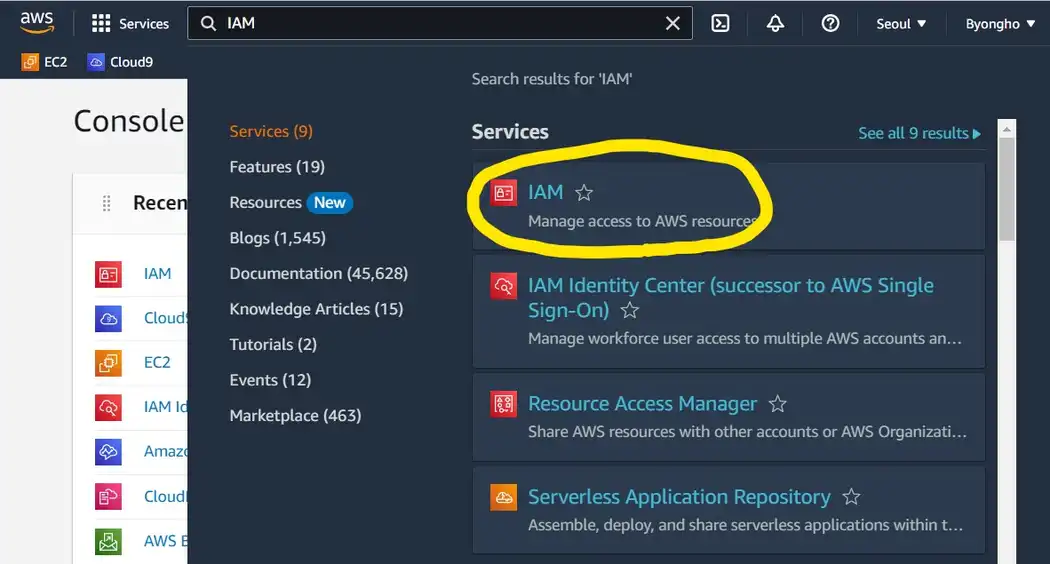 aws
Services
IAM
Seoul
Byongho
EC2
Cloud9
Console
Search results for 'IAM'
Services (9)
Features (19)
Resources New
Blogs (1,545)
Documentation (45,628)
Knowledge Articles (15)
Tutorials (2)
Events (12)
Marketplace (463)
Services
See all 9 results
IAM
Manage access to AWS resources
IAM Identity Center (successor to AWS Single
Sign-On)
Manage workforce user access to multiple AWS accounts an...
Resource Access Manager
Share AWS resources with other accounts or AWS Organizati...
Serverless Application Repository
Assemble, deploy, and share serverless applications within t...
Recen
IAM
Cloud9
EC2
IAM Id
Amazo
Cloud
AWS B